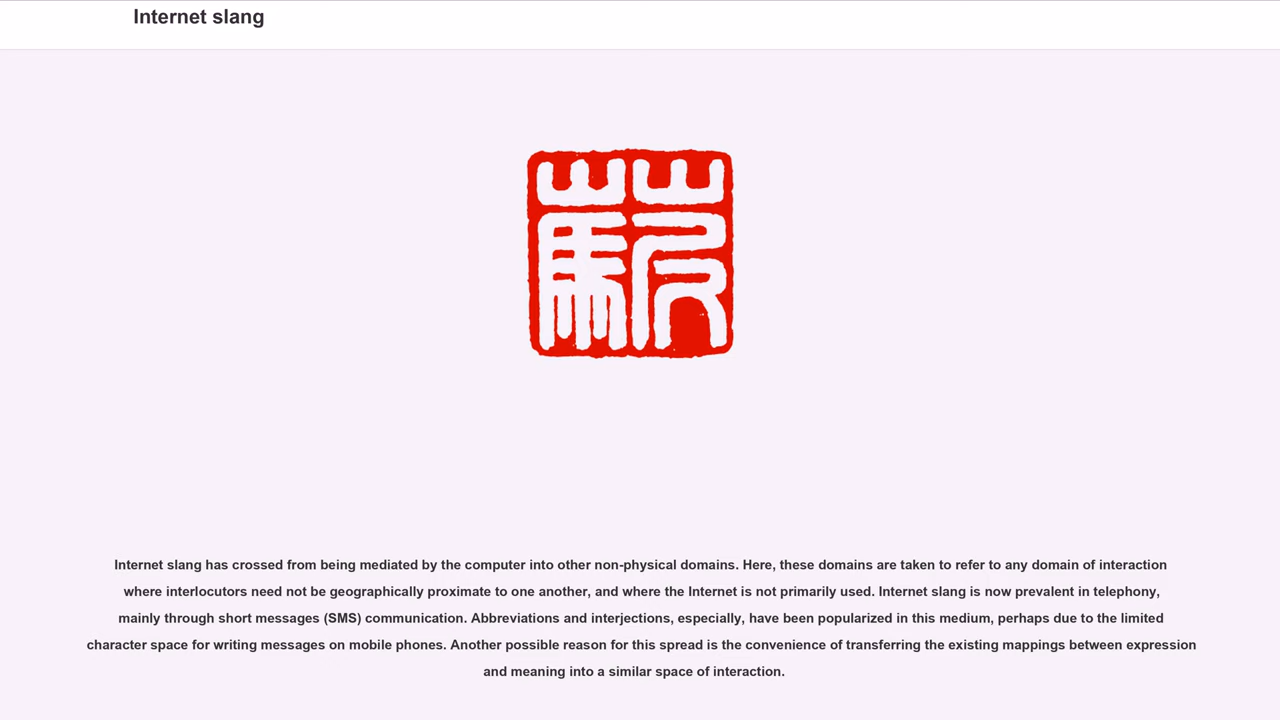 Internet slang
Internet slang has crossed from being mediated by the computer into other non-physical domains. Here, these domains are taken to refer to any domain of interaction
where interlocutors need not be geographically proximate to one another, and where the Internet is not primarily used. Internet slang is now prevalent in telephony,
mainly through short messages (SMS) communication. Abbreviations and interjections, especially, have been popularized in this medium, perhaps due to the limited
character space for writing messages on mobile phones. Another possible reason for this spread is the convenience of transferring the existing mappings between expression
and meaning into a similar space of interaction.